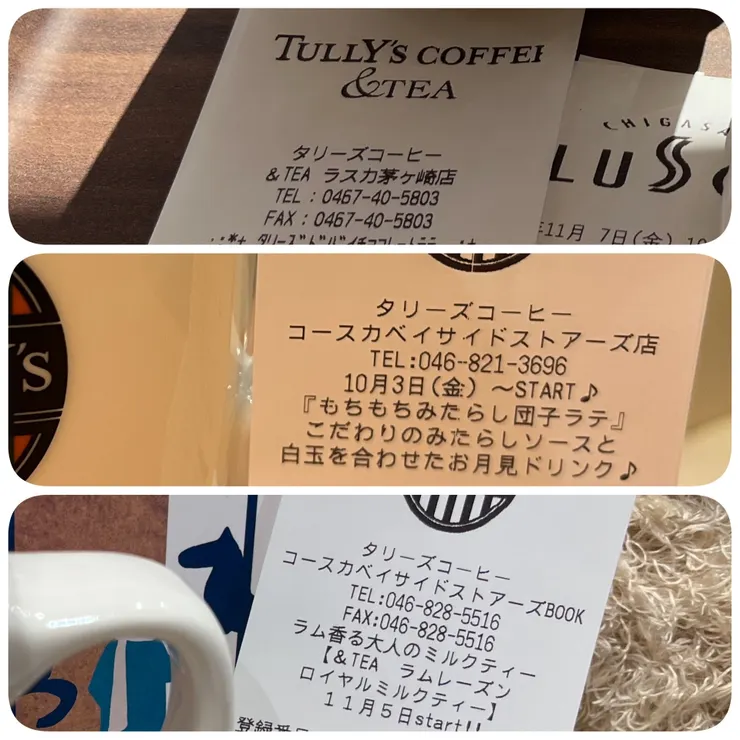 TULLY'S COFFEE
&TEA
タリーズコーヒー
&TEA ラスカ茅ヶ崎店
TEL:0467-40-5803
FAX:0467-40-5803
CHIGASA
LUSS
11月 7日(金) 10
Y'S
タリーズコーヒー
コースカベイサイドストアーズ店
TEL:046-821-3696
10月3日(金) 〜START♪
『もちもちみたらし団子ラテ』
こだわりのみたらしソースと
白玉を合わせたお月見ドリンク♪
タリーズコーヒー
コースカベイサイドストアーズBOOK
TEL:046-828-5516
FAX:046-828-5516
ラム香る大人のミルクティー
【&TEA ラムレーズン
ロイヤルミルクティー】
11月5日start!!
登録番